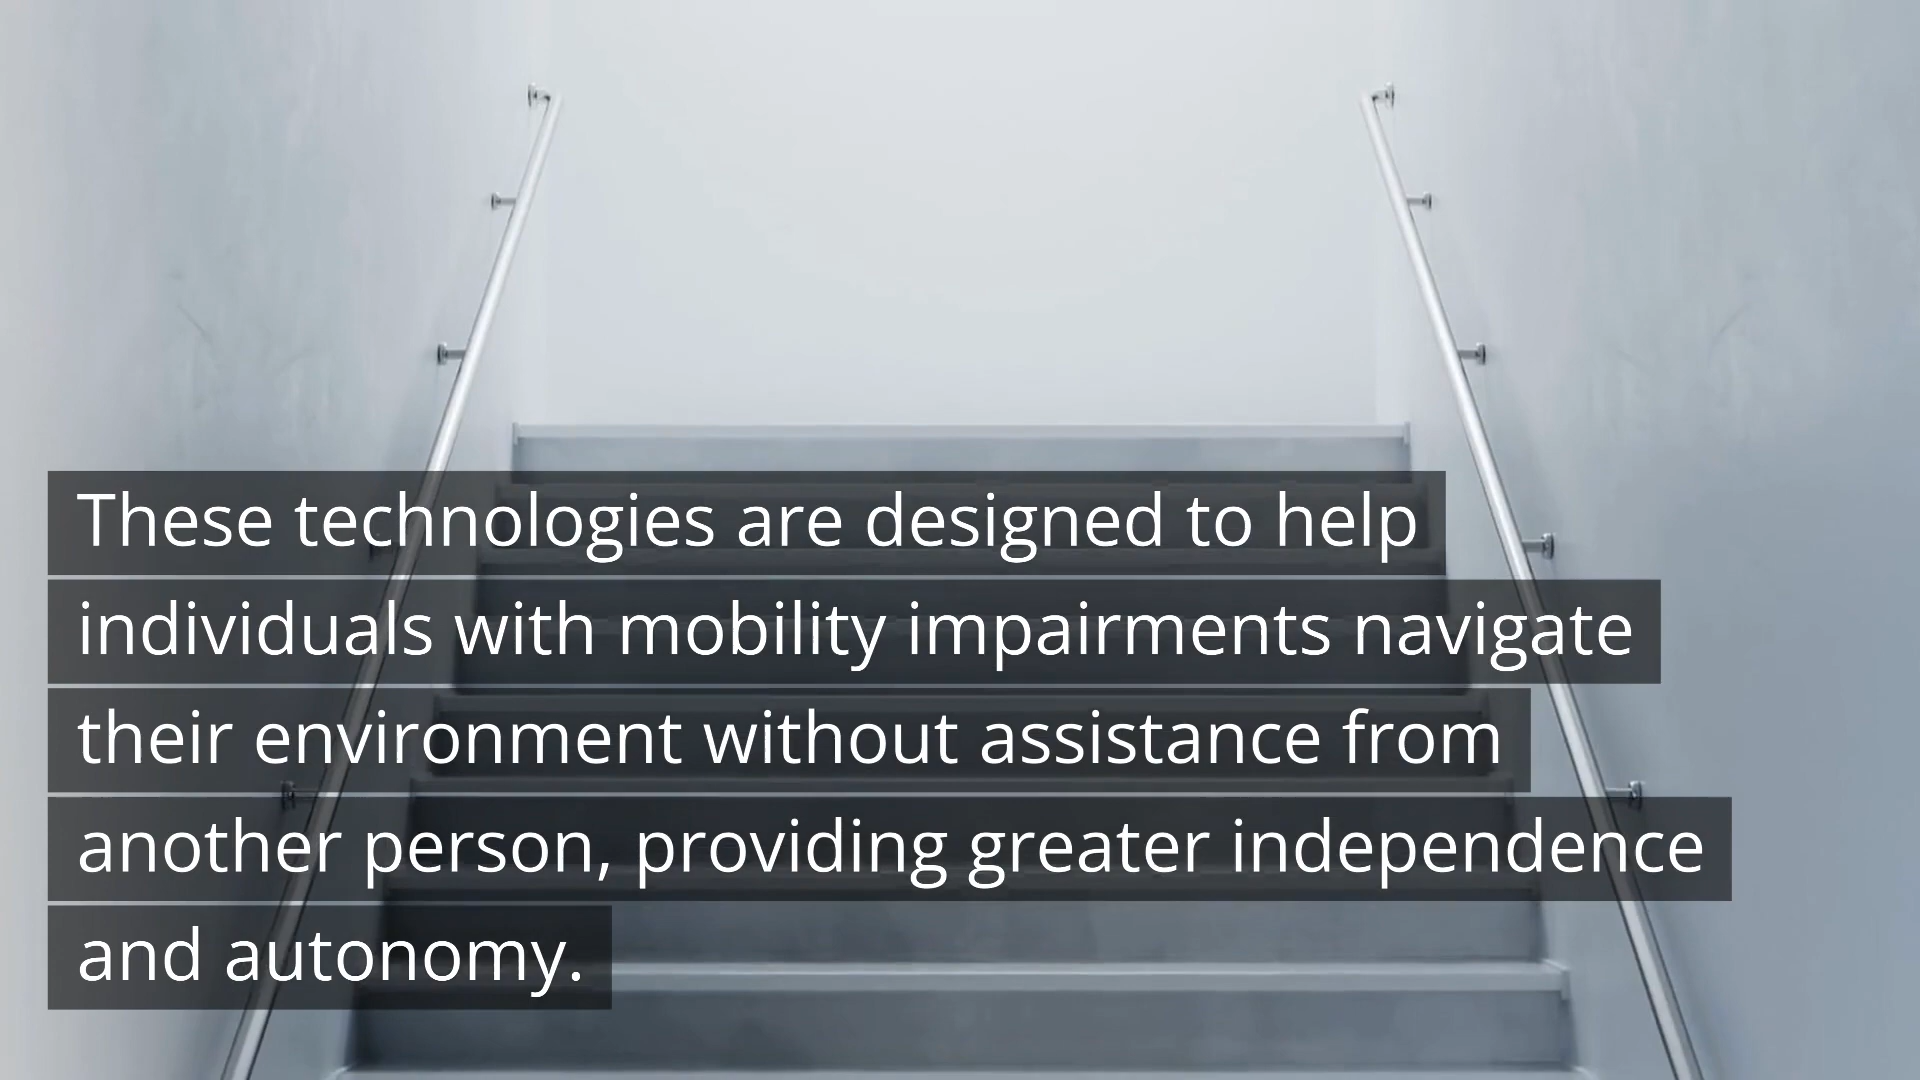 These technologies are designed to help
individuals with mobility impairments navigate
their environment without assistance from
another person, providing greater independence
and autonomy.